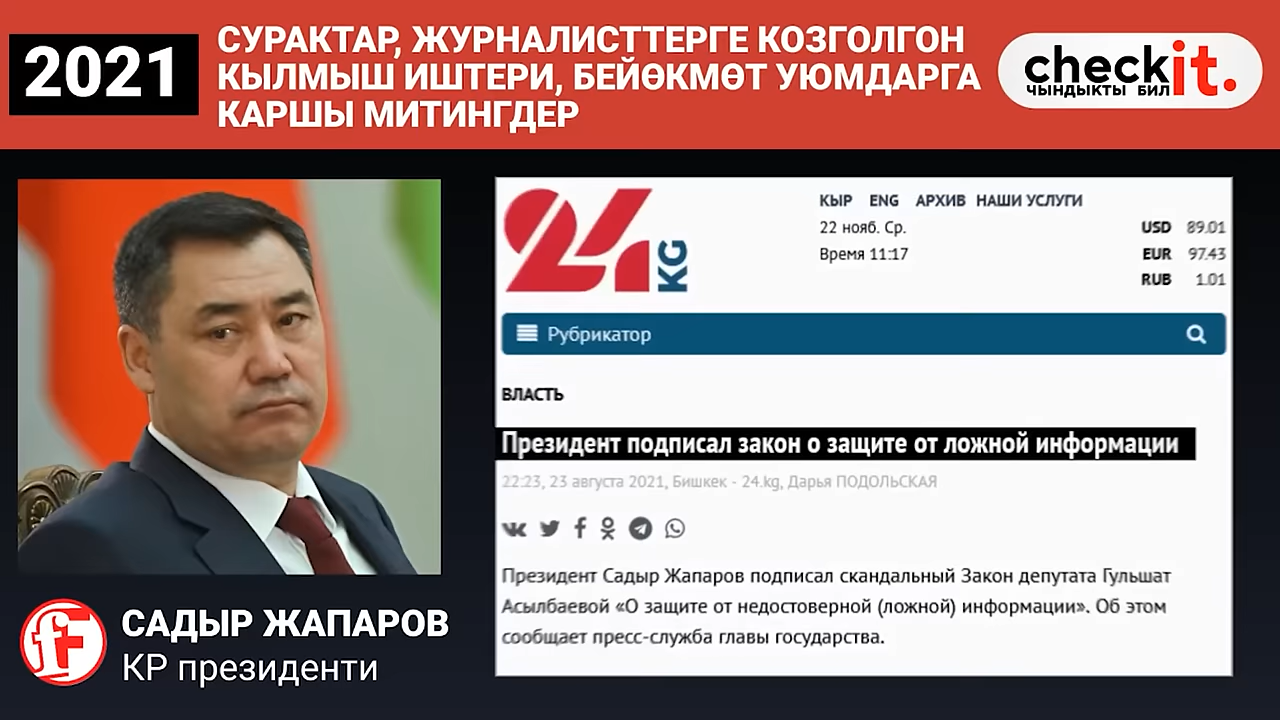 2021
СУРАКТАР, ЖУРНАЛИСТТЕРГЕ КОЗГОЛГОН
КЫЛМЫШ ИШТЕРИ, БЕЙӨКМӨТ УЮМДАРГА
КАРШЫ МИТИНГДЕР
checkit.
ЧЫНДЫКТЫ БИЛ
24
KG
КЫР ENG АРХИВ НАШИ УСЛУГИ
22 нояб. Ср.
Время 11:17
USD 89.01
EUR 97.43
RUB 1.01
Рубрикатор
ВЛАСТЬ
Президент подписал закон о защите от ложной информации
22:23, 23 августа 2021, Бишкек - 24.kg, Дарья ПОДОЛЬСКАЯ
Президент Садыр Жапаров подписал скандальный Закон депутата Гульшат
Асылбаевой «О защите от недостоверной (ложной) информации». Об этом
сообщает пресс-служба главы государства.
САДЫР ЖАПАРОВ
КР президенти